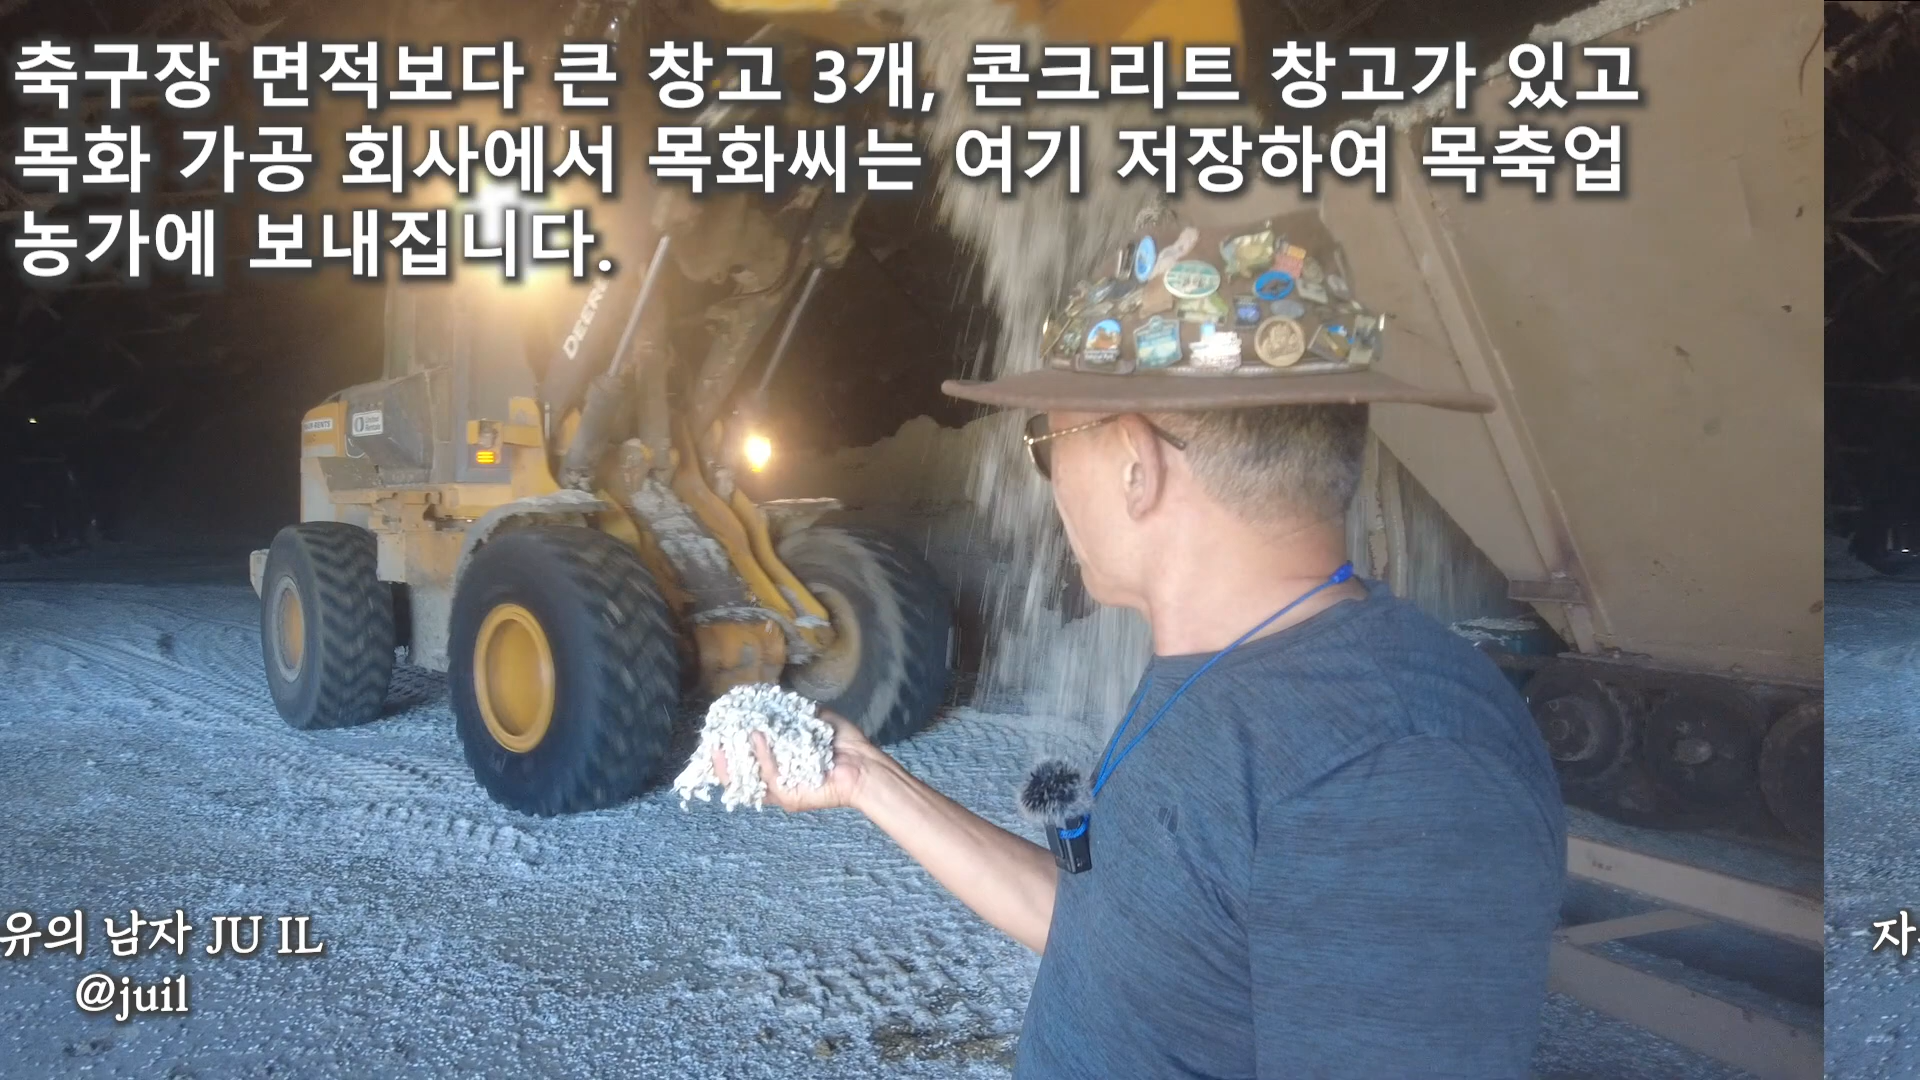 축구장 면적보다 큰 창고 3개, 콘크리트 창고가 있고
목화 가공 회사에서 목화씨는 여기 저장하여 목축업
농가에 보내집니다.
DEERE
유의 남자 JU IL
@juil
자